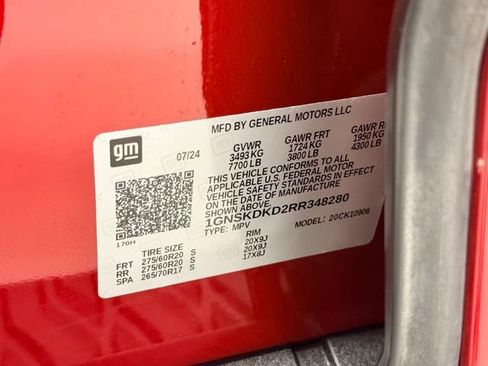 MFD BY GENERAL MOTORS LLC
gm
07/24
GVWR GAWR FRT GAWR R
3493 KG 1724 KG 1950 KG
7700 LB 3800 LB 4300 LB
THIS VEHICLE CONFORMS TO ALL
APPLICABLE U.S. FEDERAL MOTOR
VEHICLE SAFETY STANDARDS IN EFFECT
ON THE DATE OF MANUFACTURE
1GNSKDKD2RR348280
TYPE: MPV MODEL: 20CK10906
170H
TIRE SIZE RIM
FRT 275/60R20 S 20X9J
RR 275/60R20 S 20X9J
SPA 265/70R17 S 17X8J